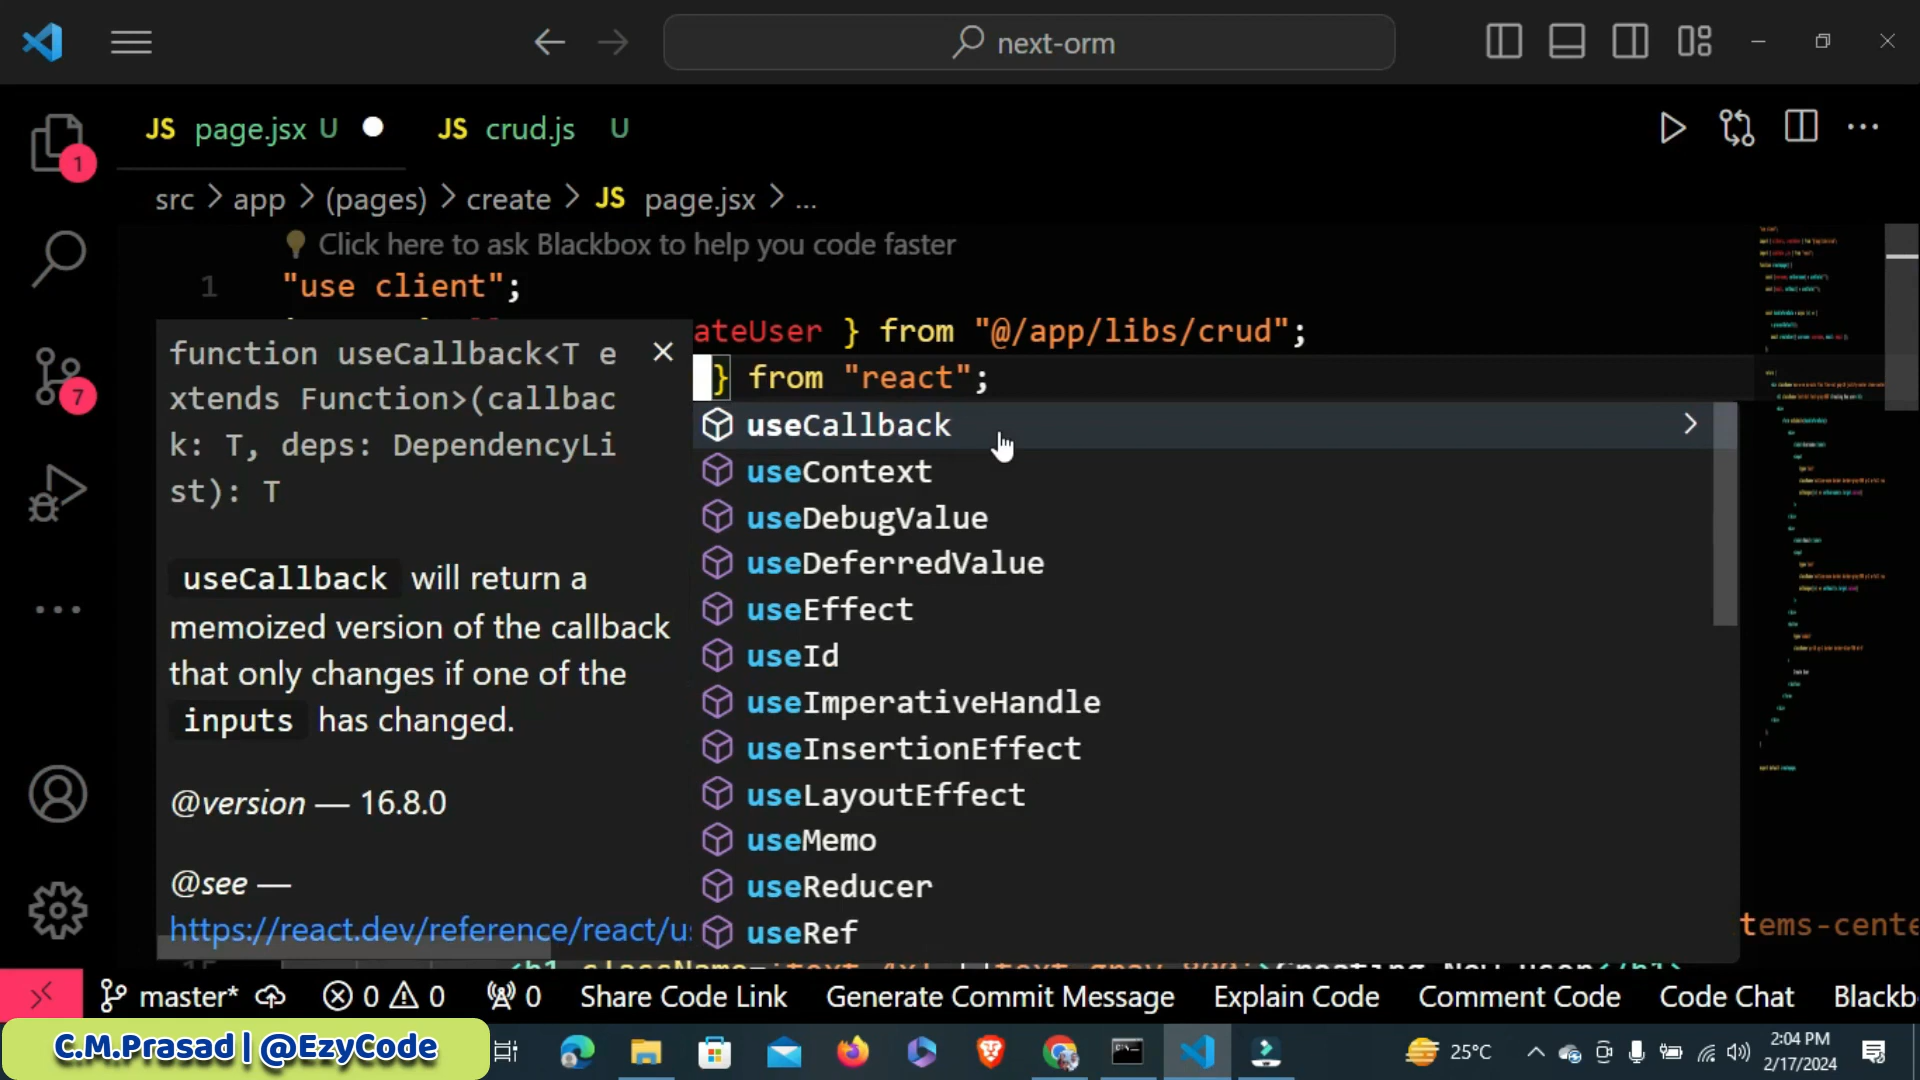 next-orm
JS page.jsx U
JS crud.js U
src > app > (pages) > create > JS page.jsx > ...
Click here to ask Blackbox to help you code faster
1 "use client";
ateUser } from "@/app/libs/crud";
} from "react";
function useCallback<T e
xtends Function>(callbac
k: T, deps: DependencyLi
st): T
useCallback will return a
memoized version of the callback
that only changes if one of the
inputs has changed.
@version — 16.8.0
@see —
https://react.dev/reference/react/us
useCallback
useContext
useDebugValue
useDeferredValue
useEffect
useId
useImperativeHandle
useInsertionEffect
useLayoutEffect
useMemo
useReducer
useRef
tems-cente
1
7
master* 0 0 0 Share Code Link Generate Commit Message Explain Code Comment Code Code Chat Blackb
C.M.Prasad | @EzyCode
25°C
2:04 PM
2/17/2024